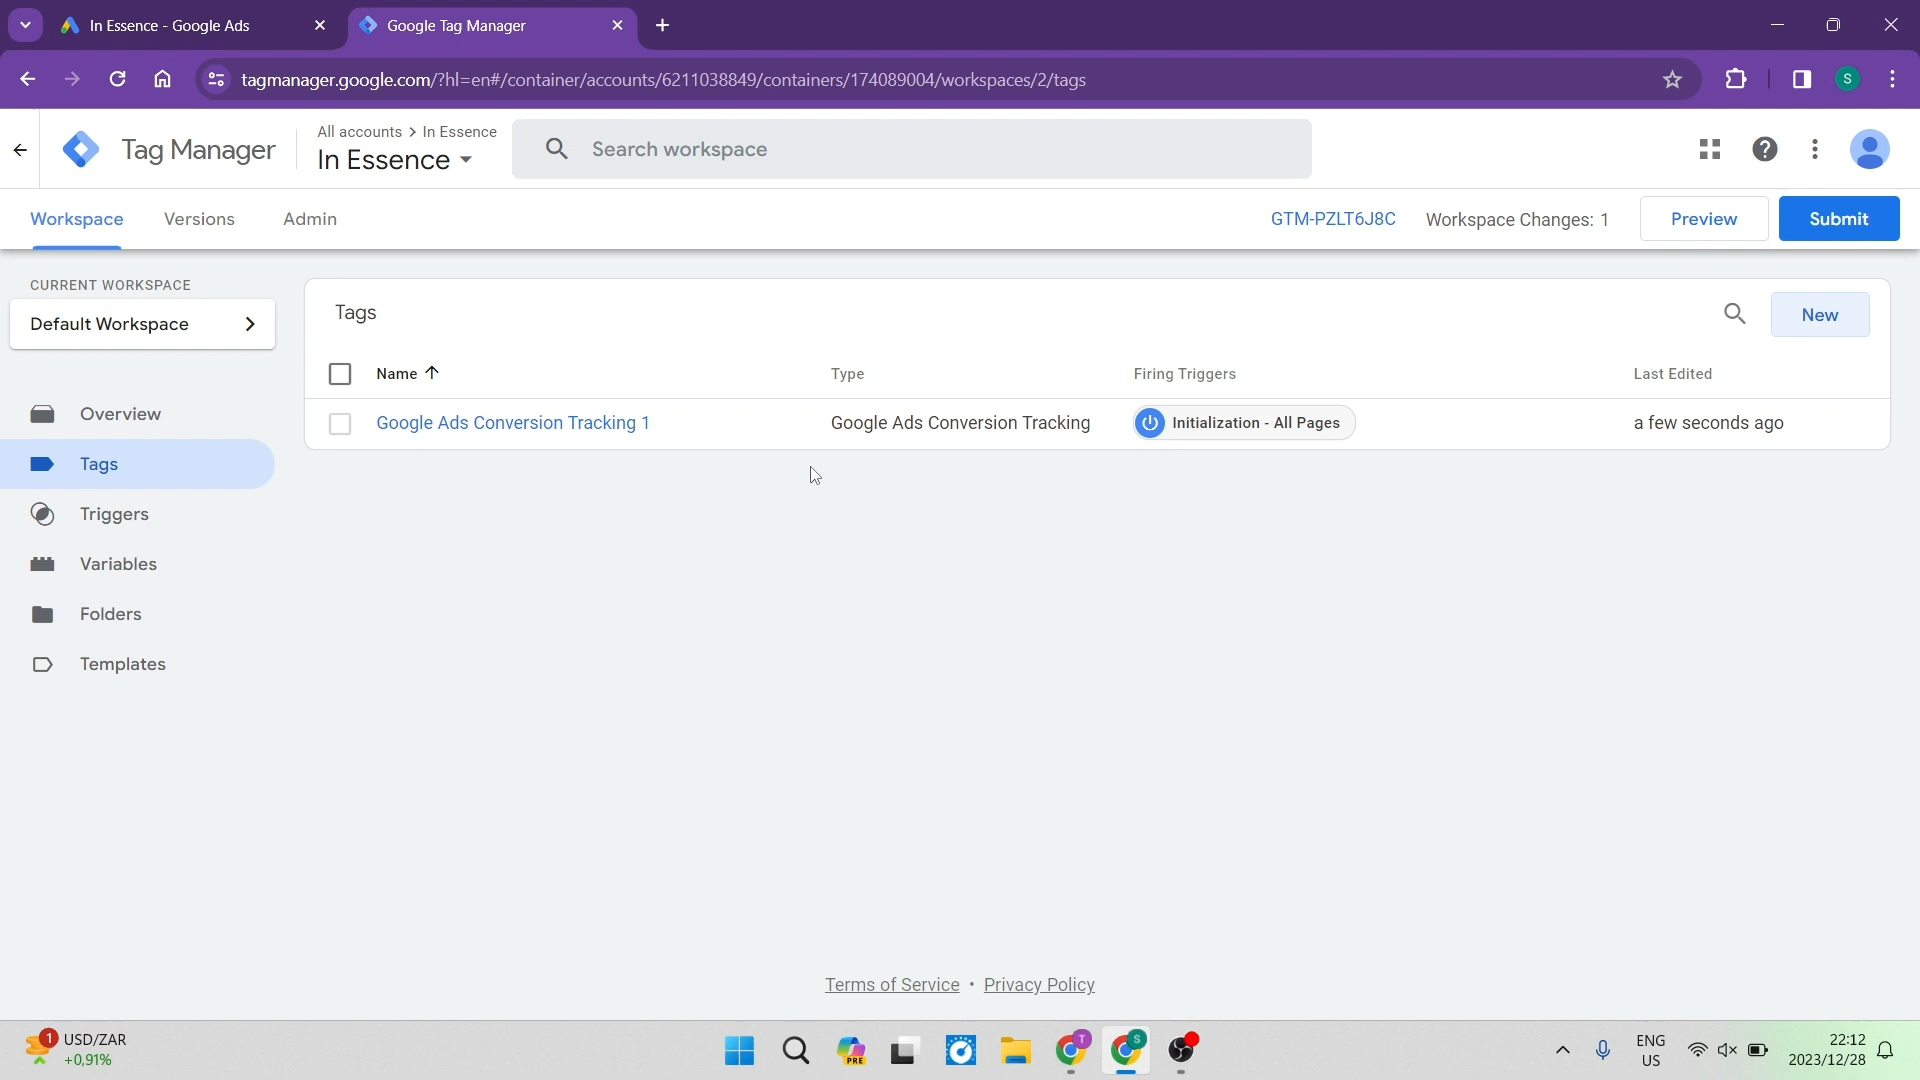 In Essence - Google Ads
Google Tag Manager
tagmanager.google.com/?hl=en#/container/accounts/6211038849/containers/174089004/workspaces/2/tags
S
Tag Manager
All accounts > In Essence
In Essence
Search workspace
Workspace
Versions
Admin
GTM-PZLT6J8C
Workspace Changes: 1
Preview
Submit
CURRENT WORKSPACE
Default Workspace
Overview
Tags
Triggers
Variables
Folders
Templates
Tags
New
Name
Type
Firing Triggers
Last Edited
Google Ads Conversion Tracking 1
Google Ads Conversion Tracking
Initialization - All Pages
a few seconds ago
Terms of Service • Privacy Policy
1
USD/ZAR
+0,91%
PRE
T
S
ENG
US
22:12
2023/12/28